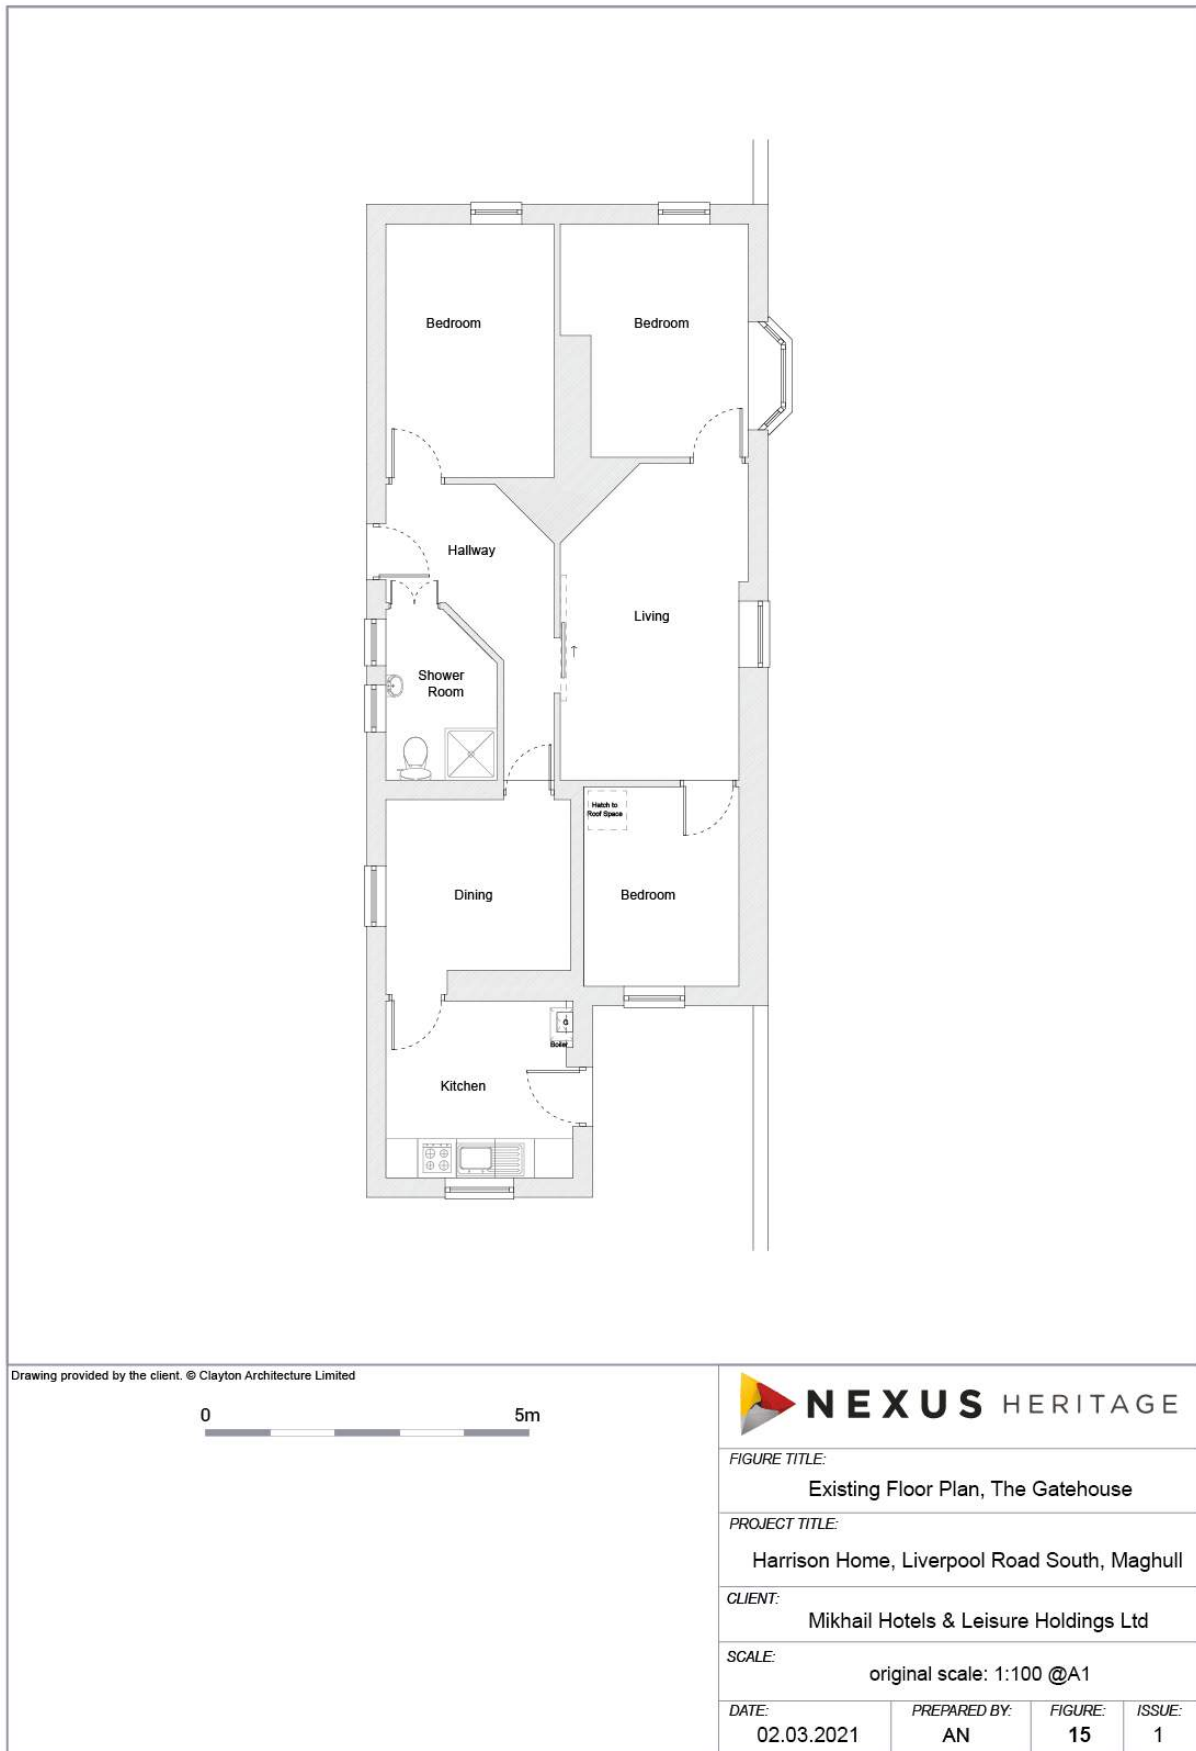 Bedroom
Bedroom
Hallway
Living
Shower
Room
Hatch to
Roof Space
Dining
Bedroom
Boiler
Kitchen
Drawing provided by the client. © Clayton Architecture Limited
0 5m
NEXUS HERITAGE
FIGURE TITLE:
Existing Floor Plan, The Gatehouse
PROJECT TITLE:
Harrison Home, Liverpool Road South, Maghull
CLIENT:
Mikhail Hotels & Leisure Holdings Ltd
SCALE:
original scale: 1:100 @A1
DATE: PREPARED BY: FIGURE: ISSUE:
02.03.2021 AN 15 1